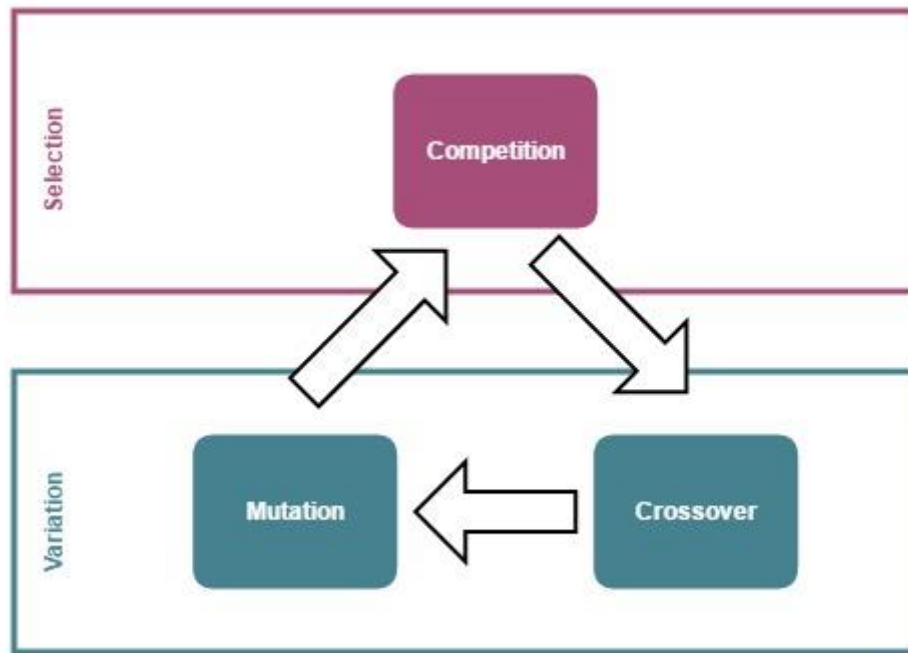 Selection
Competition
Variation
Mutation
Crossover